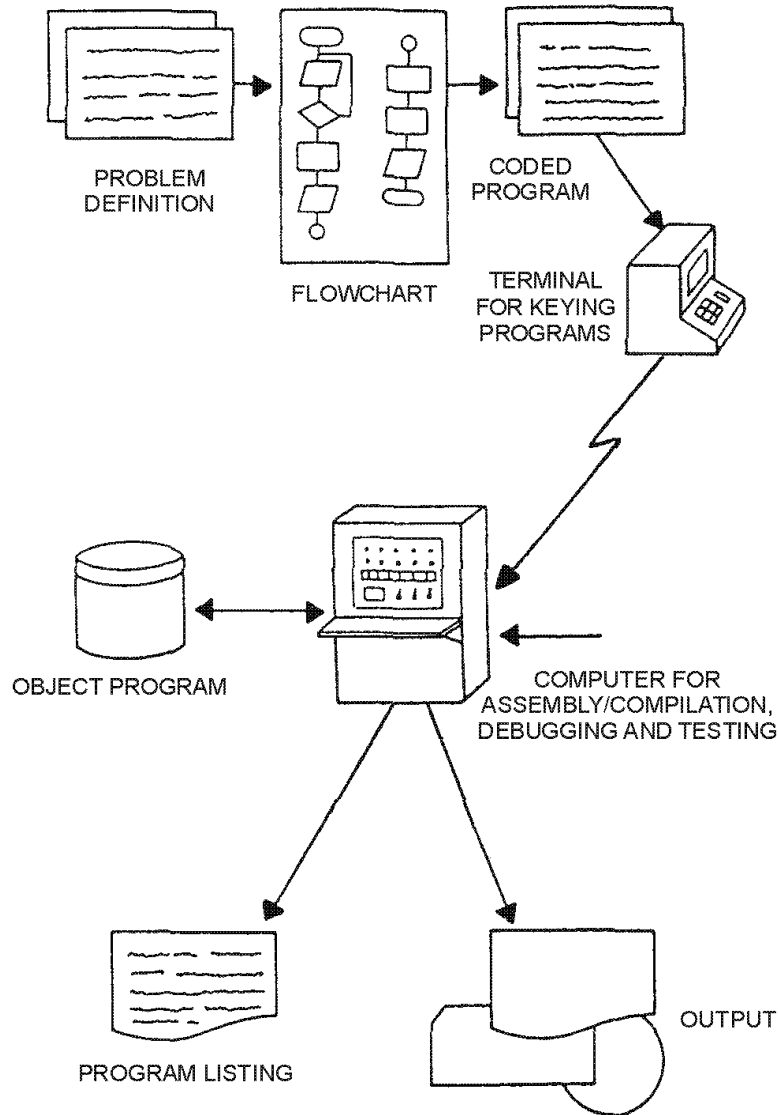 PROBLEM
DEFINITION
FLOWCHART
CODED
PROGRAM
TERMINAL
FOR KEYING
PROGRAMS
OBJECT PROGRAM
COMPUTER FOR
ASSEMBLY/COMPILATION,
DEBUGGING AND TESTING
PROGRAM LISTING
OUTPUT